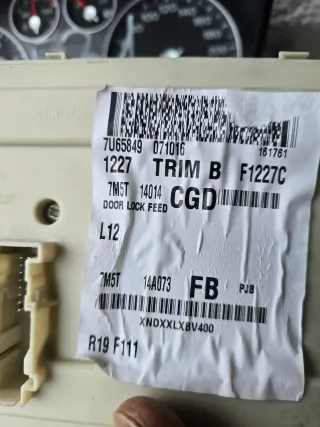 7U65849 071016 161761
1227 TRIM B F1227C
7M5T 14014 CGD
DOOR LOCK FEED
L12
7M5T 14A073 FB PJB
XNDXXLXBV400
R19 F111